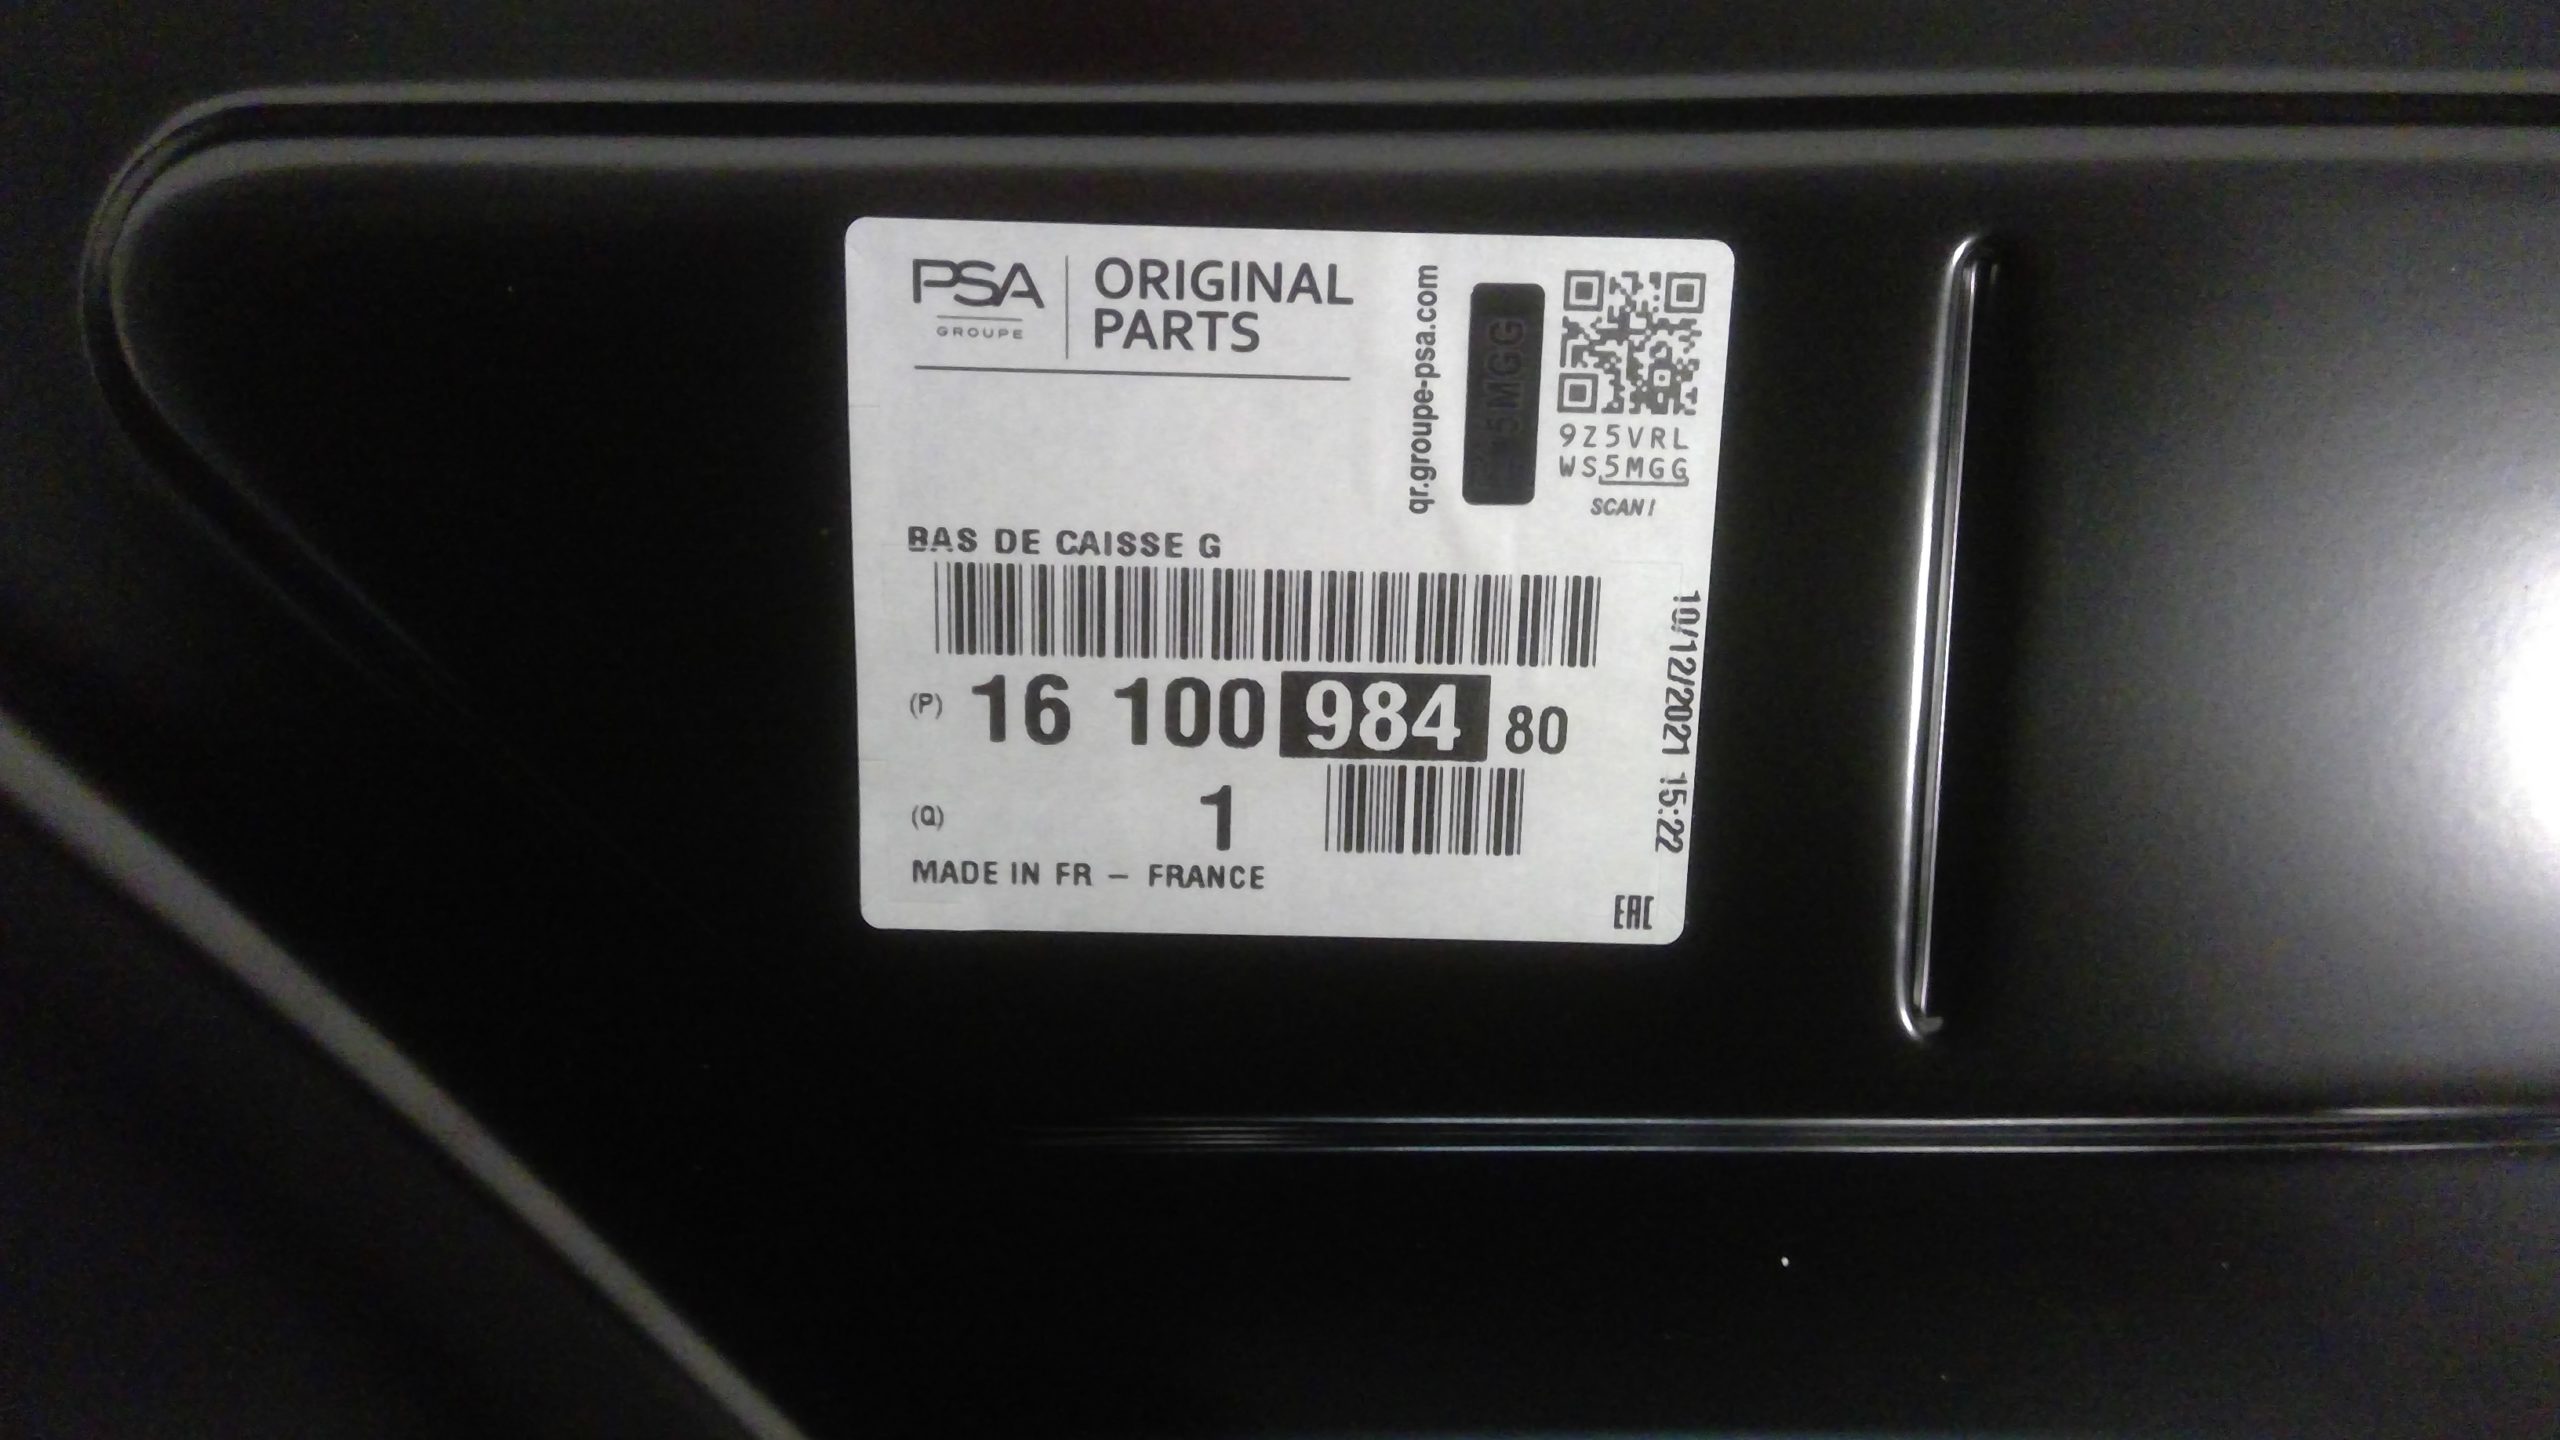 PSA
GROUPE
ORIGINAL
PARTS
qr.groupe-psa.com
5MGG
9Z5VRL
WS5MGG
SCAN!
BAS DE CAISSE G
(P) 16 100 984 80
(Q) 1
10/12/2021 15:22
MADE IN FR – FRANCE
EAC